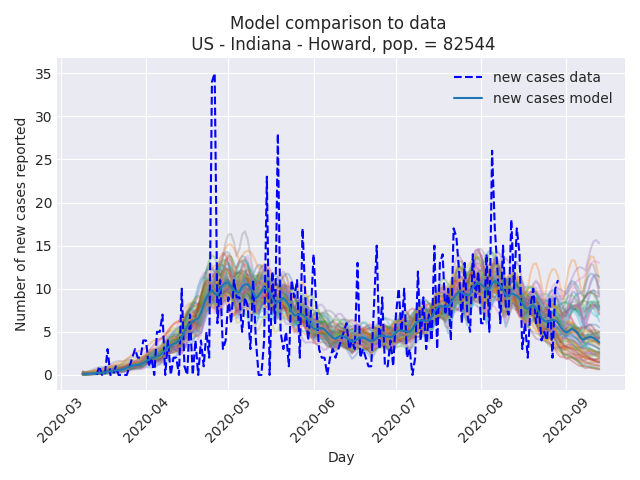 Model comparison to data
US - Indiana - Howard, pop. = 82544
new cases data
new cases model
Number of new cases reported
35
30
25
20
15
10
5
0
2020-03
2020-04
2020-05
2020-06
2020-07
2020-08
2020-09
Day